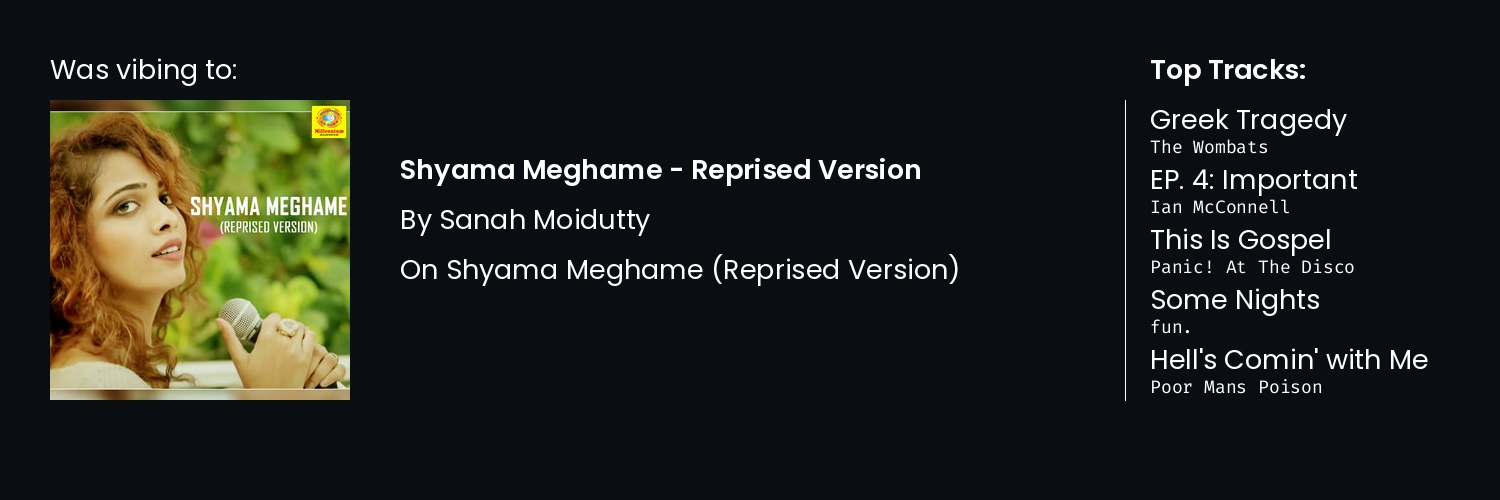 Was vibing to:
Millennium
SHYAMA MEGHAME
(REPRISED VERSION)
Shyama Meghame - Reprised Version
By Sanah Moidutty
On Shyama Meghame (Reprised Version)
Top Tracks:
Greek Tragedy
The Wombats
EP. 4: Important
Ian McConnell
This Is Gospel
Panic! At The Disco
Some Nights
fun.
Hell's Comin' with Me
Poor Mans Poison